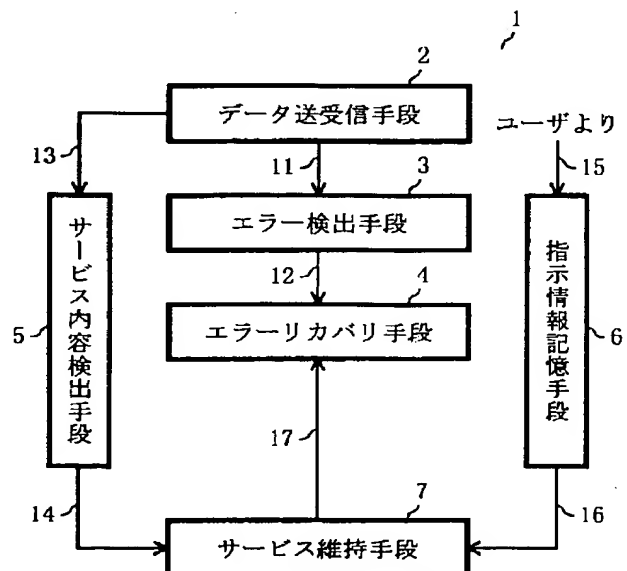 1
2
データ送受信手段
ユーザより
13
11
15
3
エラー検出手段
12
4
エラーリカバリ手段
5
サービス内容検出手段
指示情報記憶手段
6
17
14
7
16
サービス維持手段